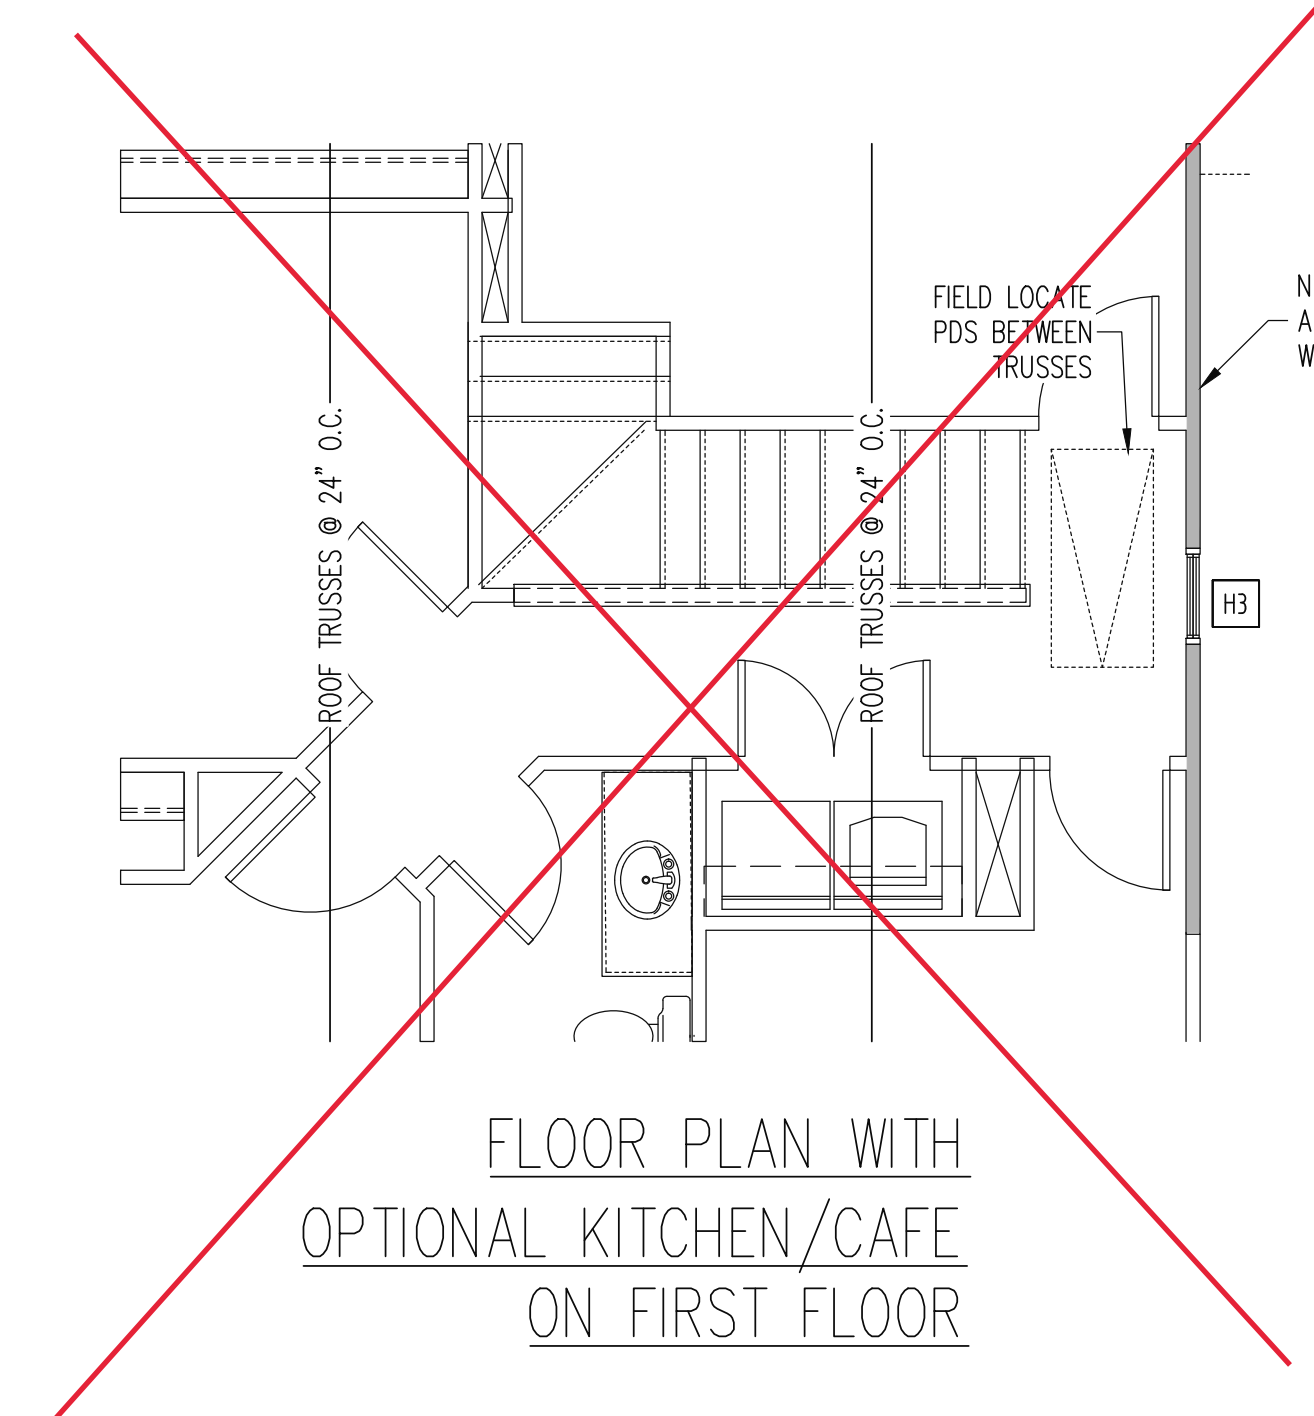 FIELD LOCATE
PDS BETWEEN
TRUSSES
N
A
W
ROOF TRUSSES @ 24" O.C.
ROOF TRUSSES @ 24" O.C.
H3
FLOOR PLAN WITH
OPTIONAL KITCHEN/CAFE
ON FIRST FLOOR